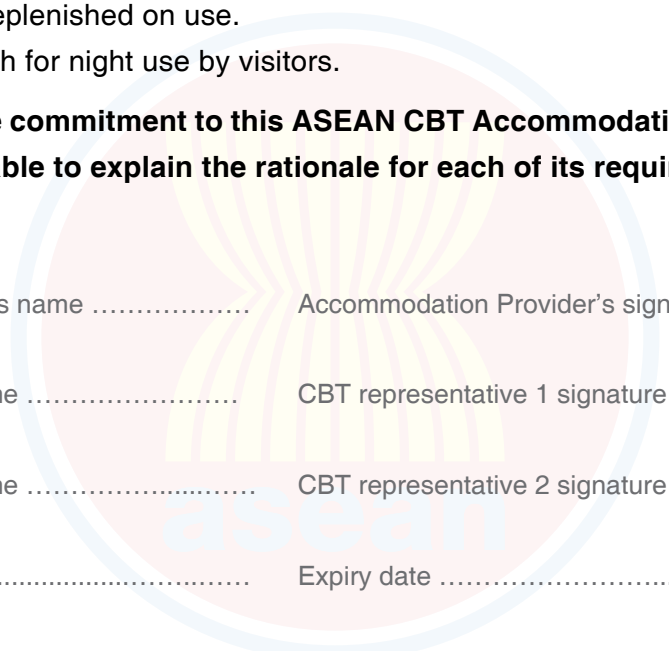 eplenished on use.
h for night use by visitors.
e commitment to this ASEAN CBT Accommodati
able to explain the rationale for each of its requi
s name ……………… Accommodation Provider’s sign
ne …………………… CBT representative 1 signature
ne ……………......…… CBT representative 2 signature
....................……..…… Expiry date ……………………..
asean